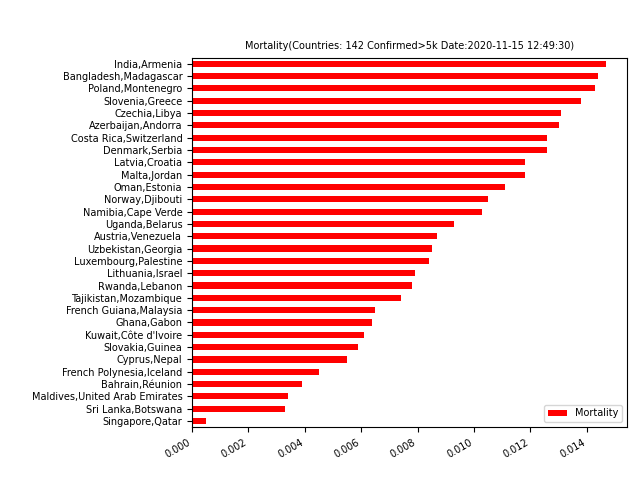 Mortality(Countries: 142 Confirmed>5k Date:2020-11-15 12:49:30)
India,Armenia
Bangladesh,Madagascar
Poland,Montenegro
Slovenia,Greece
Czechia,Libya
Azerbaijan,Andorra
Costa Rica,Switzerland
Denmark,Serbia
Latvia,Croatia
Malta,Jordan
Oman,Estonia
Norway,Djibouti
Namibia,Cape Verde
Uganda,Belarus
Austria,Venezuela
Uzbekistan,Georgia
Luxembourg,Palestine
Lithuania,Israel
Rwanda,Lebanon
Tajikistan,Mozambique
French Guiana,Malaysia
Ghana,Gabon
Kuwait,Côte d'Ivoire
Slovakia,Guinea
Cyprus,Nepal
French Polynesia,Iceland
Bahrain,Réunion
Maldives,United Arab Emirates
Sri Lanka,Botswana
Singapore,Qatar
Mortality
0.000 0.002 0.004 0.006 0.008 0.010 0.012 0.014